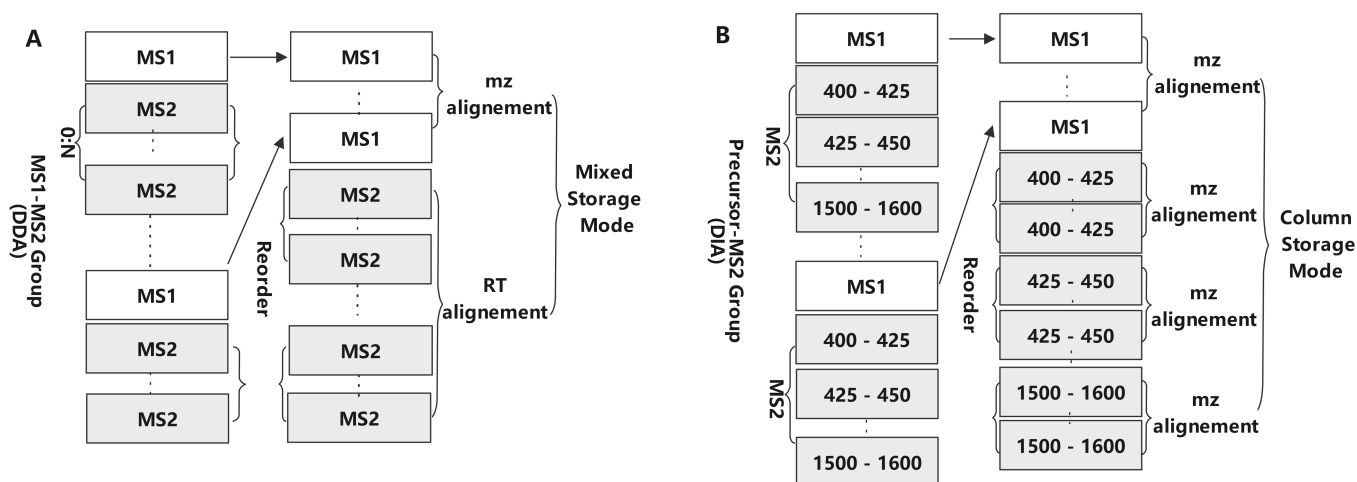 A
MS1
MS2
MS2
0:N
MS1-MS2 Group
(DDA)
MS1
MS2
MS2
MS1
MS1
MS2
MS2
MS2
MS2
Reorder
mz
alignement
RT
alignement
Mixed
Storage
Mode
B
MS1
400 - 425
425 - 450
1500 - 1600
MS2
Precursor-MS2 Group
(DIA)
MS1
400 - 425
425 - 450
1500 - 1600
MS2
MS1
MS1
400 - 425
400 - 425
425 - 450
425 - 450
1500 - 1600
1500 - 1600
Reorder
mz
alignement
mz
alignement
mz
alignement
mz
alignement
Column
Storage
Mode